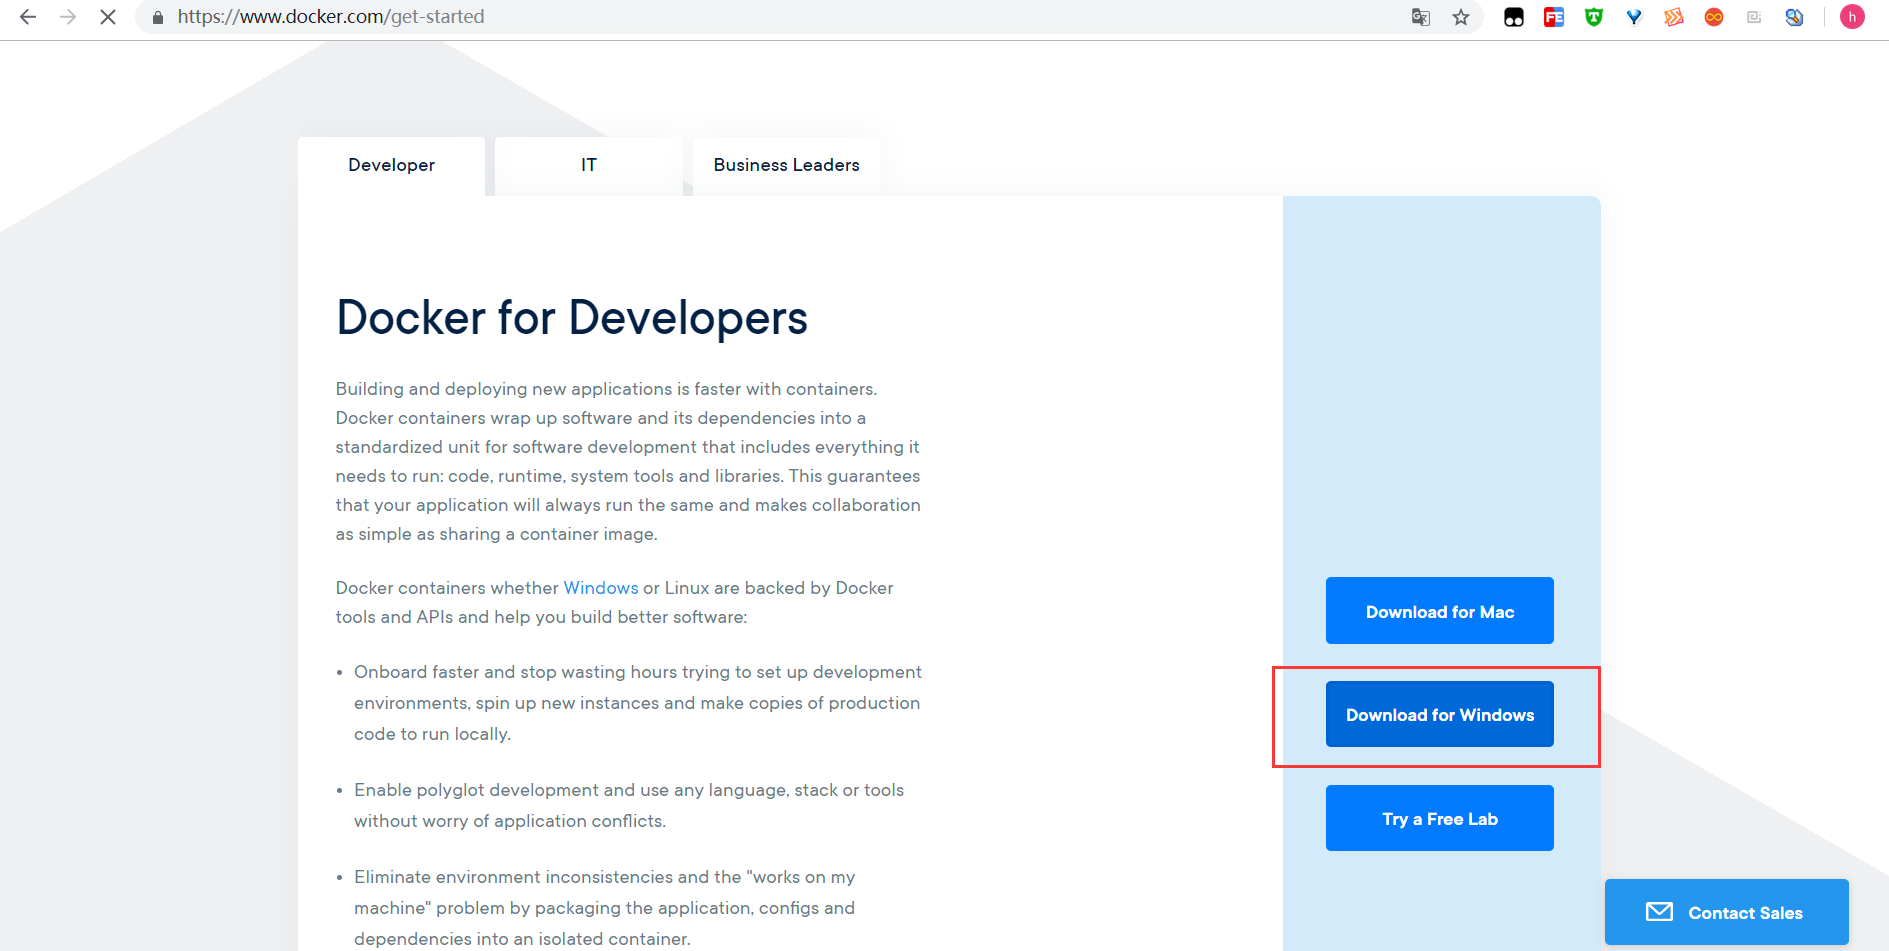 https://www.docker.com/get-started
h
Developer
IT
Business Leaders
Docker for Developers
Building and deploying new applications is faster with containers.
Docker containers wrap up software and its dependencies into a
standardized unit for software development that includes everything it
needs to run: code, runtime, system tools and libraries. This guarantees
that your application will always run the same and makes collaboration
as simple as sharing a container image.
Docker containers whether Windows or Linux are backed by Docker
tools and APIs and help you build better software:
• Onboard faster and stop wasting hours trying to set up development
environments, spin up new instances and make copies of production
code to run locally.
• Enable polyglot development and use any language, stack or tools
without worry of application conflicts.
• Eliminate environment inconsistencies and the "works on my
machine" problem by packaging the application, configs and
dependencies into an isolated container.
Download for Mac
Download for Windows
Try a Free Lab
Contact Sales